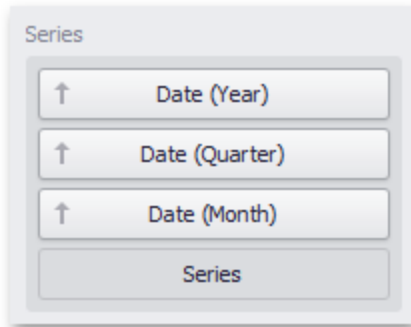 Series
Date (Year)
Date (Quarter)
Date (Month)
Series